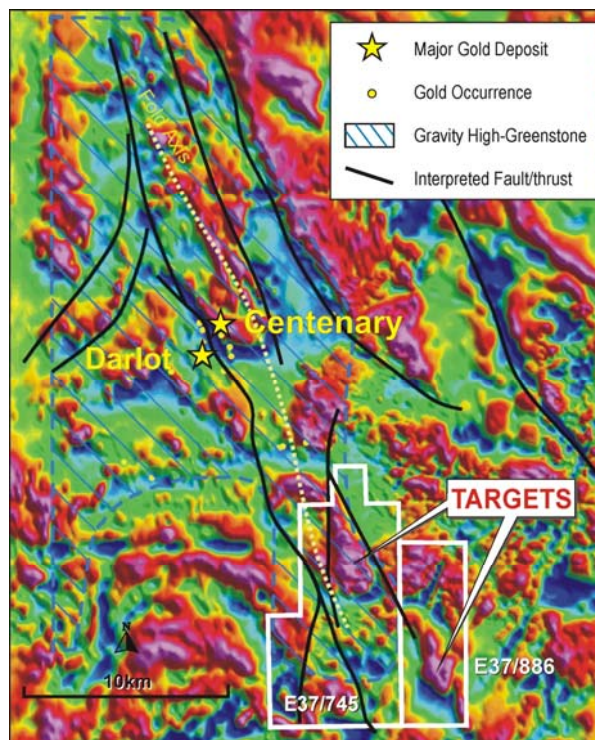 Major Gold Deposit
Gold Occurrence
Gravity High-Greenstone
Interpreted Fault/thrust
Fold Axis
Centenary
Darlot
TARGETS
N
10km
E37/745
E37/886